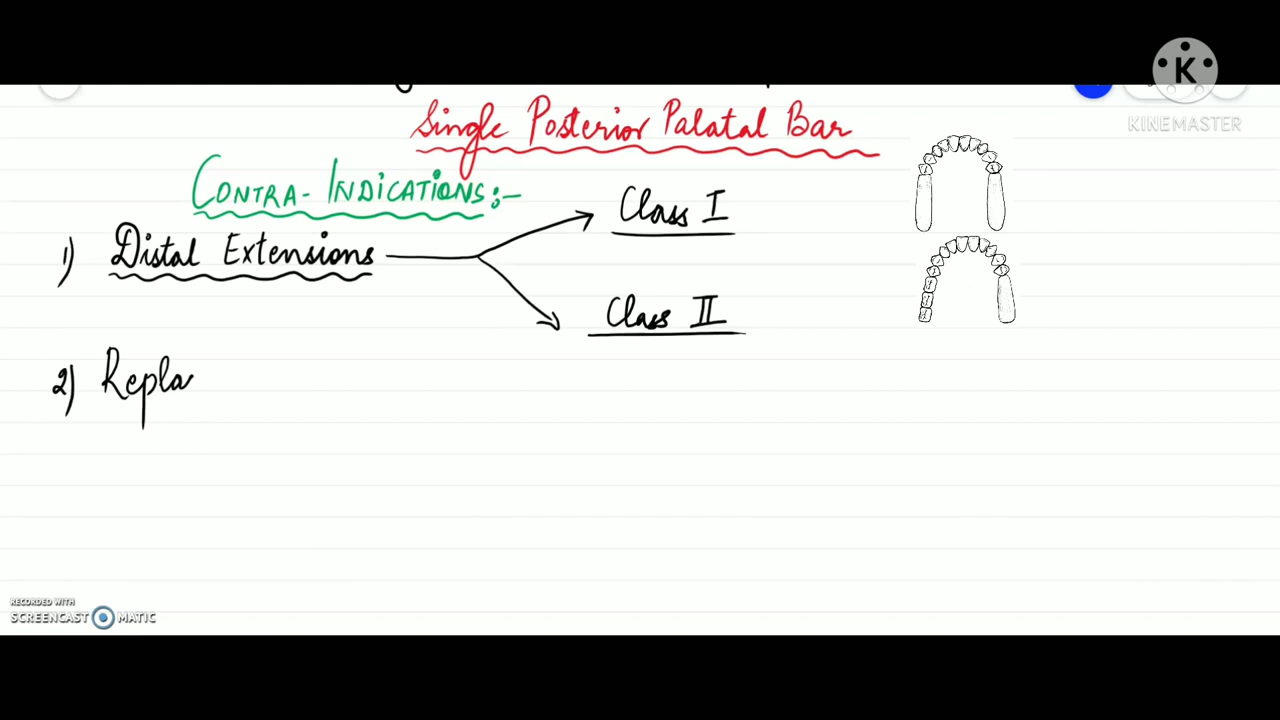 K
KINEMASTER
Single Posterior Palatal Bar
CONTRA-INDICATIONS:-
1) Distal Extensions
Class I
Class II
2) Repla
RECORDED WITH
SCREENCAST MATIC